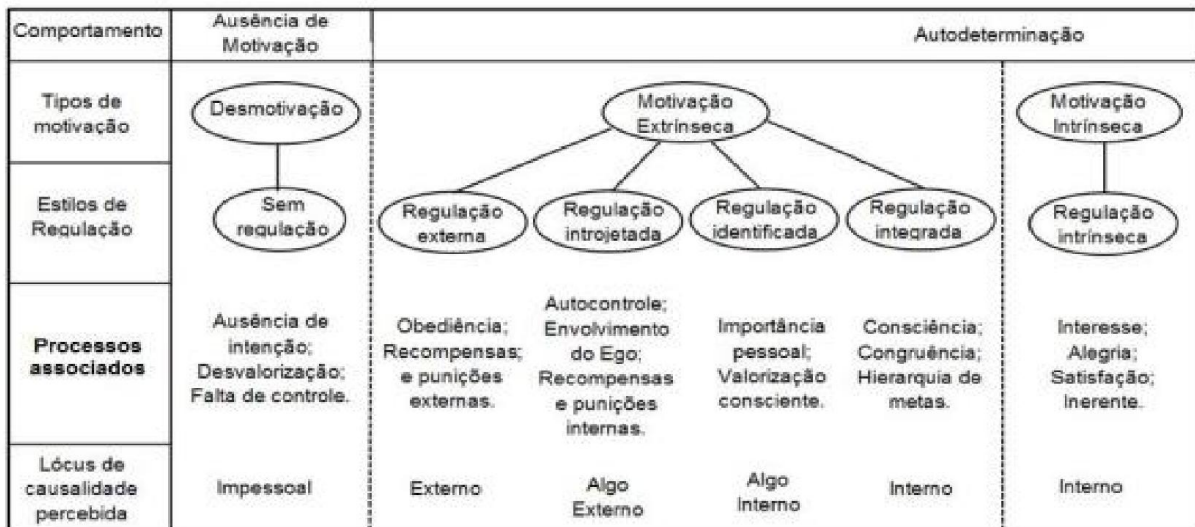 Comportamento
Ausência de
Motivação
Autodeterminação
Tipos de
motivação
Desmotivação
Motivação
Extrínseca
Motivação
Intrínseca
Estilos de
Regulação
Sem
regulação
Regulação
externa
Regulação
introjetada
Regulação
identificada
Regulação
integrada
Regulação
intrínseca
Processos
associados
Ausência de
intenção;
Desvalorização;
Falta de controle.
Obediência;
Recompensas;
e punições
externas.
Autocontrole;
Envolvimento
do Ego;
Recompensas
e punições
internas.
Importância
pessoal;
Valorização
consciente.
Consciência;
Congruência;
Hierarquia de
metas.
Interesse;
Alegria;
Satisfação;
Inerente.
Lócus de
causalidade
percebida
Impessoal
Externo
Algo
Externo
Algo
Interno
Interno
Interno